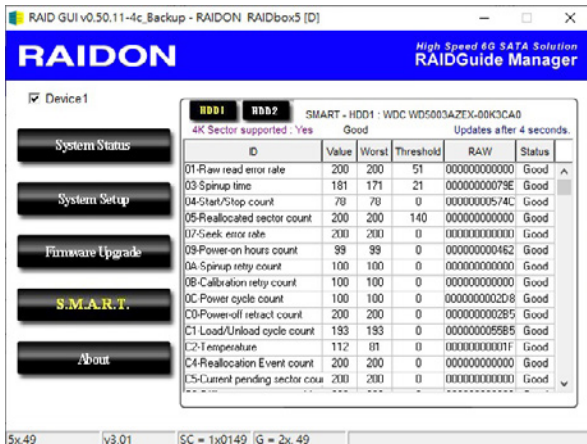 RAID GUI v0.50.11-4c_Backup - RAIDON RAIDbox5 [D]
RAIDON
High Speed 6G SATA Solution
RAIDGuide Manager
Device1
System Status
System Setup
Firmware Upgrade
S.M.A.R.T.
About
HDD1 HDD2 SMART - HDD1 : WDC WD5003AZEX-00K3CA0
4K Sector supported : Yes Good Updates after 4 seconds.
ID Value Worst Threshold RAW Status
01-Raw read error rate 200 200 51 000000000000 Good
03-Spinup time 181 171 21 00000000079E Good
04-Start/Stop count 78 78 0 00000000574C Good
05-Reallocated sector count 200 200 140 000000000000 Good
07-Seek error rate 200 200 0 000000000000 Good
09-Power-on hours count 99 99 0 000000000462 Good
0A-Spinup retry count 100 100 0 000000000000 Good
0B-Calibration retry count 100 100 0 000000000000 Good
0C-Power cycle count 100 100 0 0000000002D8 Good
C0-Power-off retract count 200 200 0 0000000002B5 Good
C1-Load/Unload cycle count 193 193 0 0000000055B5 Good
C2-Temperature 112 81 0 00000000001F Good
C4-Reallocation Event count 200 200 0 000000000000 Good
C5-Current pending sector cour 200 200 0 000000000000 Good
5x.49 v3.01 SC = 1x0149 G = 2x. 49